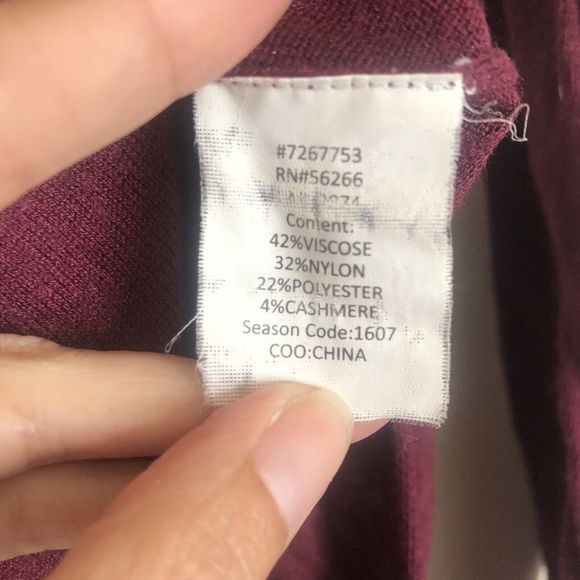 #7267753
RN#56266
Content:
42%VISCOSE
32%NYLON
22%POLYESTER
4%CASHMERE
Season Code:1607
COO:CHINA